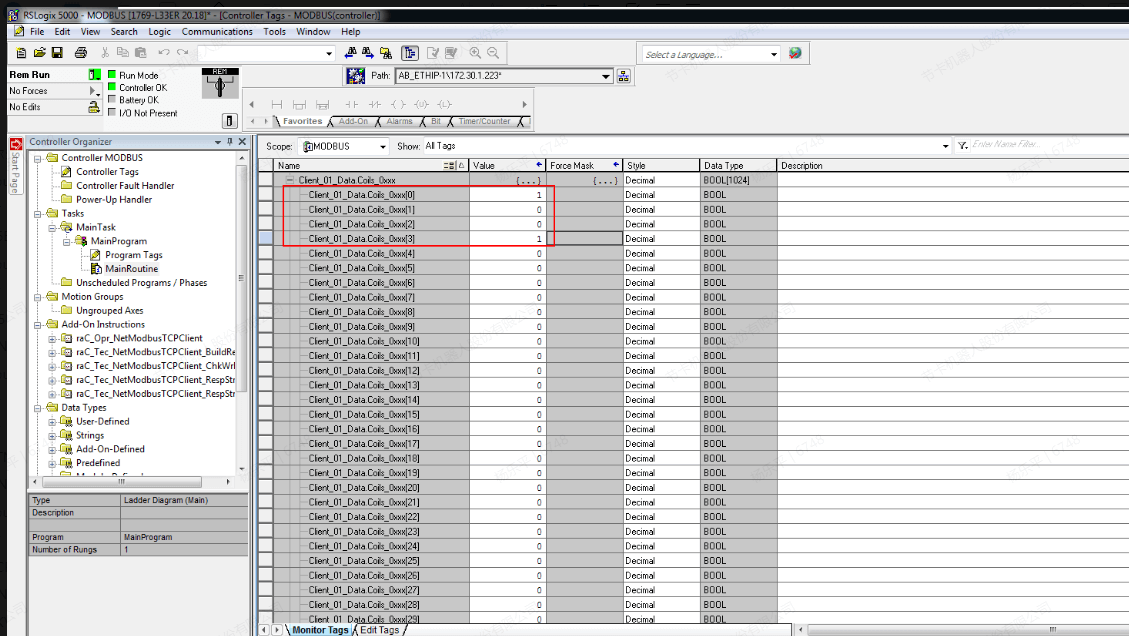 RSLogix 5000 - MODBUS [1769-L33ER 20.18]* - [Controller Tags - MODBUS(controller)]
File Edit View Search Logic Communications Tools Window Help
Select a Language...
Rem Run
Run Mode
No Forces
Controller OK
Battery OK
No Edits
I/O Not Present
REM
Path: AB_ETHIP-1\172.30.1.223*
Favorites Add-On Alarms Bit Timer/Counter
Start Page
Controller Organizer
Controller MODBUS
Controller Tags
Controller Fault Handler
Power-Up Handler
Tasks
MainTask
MainProgram
Program Tags
MainRoutine
Unscheduled Programs / Phases
Motion Groups
Ungrouped Axes
Add-On Instructions
raC_Opr_NetModbusTCPClient
raC_Tec_NetModbusTCPClient_BuildRe
raC_Tec_NetModbusTCPClient_ChkWrl
raC_Tec_NetModbusTCPClient_RespStr
raC_Tec_NetModbusTCPClient_RespStr
Data Types
User-Defined
Strings
Add-On-Defined
Predefined
Type Ladder Diagram (Main)
Description
Program MainProgram
Number of Rungs 1
Scope: MODBUS Show: All Tags Enter Name Filter...
Name Value Force Mask Style Data Type Description
Client_01_Data.Coils_0xxx {...} {...} Decimal BOOL[1024]
Client_01_Data.Coils_0xxx[0] 1 Decimal BOOL
Client_01_Data.Coils_0xxx[1] 0 Decimal BOOL
Client_01_Data.Coils_0xxx[2] 0 Decimal BOOL
Client_01_Data.Coils_0xxx[3] 1 Decimal BOOL
Client_01_Data.Coils_0xxx[4] 0 Decimal BOOL
Client_01_Data.Coils_0xxx[5] 0 Decimal BOOL
Client_01_Data.Coils_0xxx[6] 0 Decimal BOOL
Client_01_Data.Coils_0xxx[7] 0 Decimal BOOL
Client_01_Data.Coils_0xxx[8] 0 Decimal BOOL
Client_01_Data.Coils_0xxx[9] 0 Decimal BOOL
Client_01_Data.Coils_0xxx[10] 0 Decimal BOOL
Client_01_Data.Coils_0xxx[11] 0 Decimal BOOL
Client_01_Data.Coils_0xxx[12] 0 Decimal BOOL
Client_01_Data.Coils_0xxx[13] 0 Decimal BOOL
Client_01_Data.Coils_0xxx[14] 0 Decimal BOOL
Client_01_Data.Coils_0xxx[15] 0 Decimal BOOL
Client_01_Data.Coils_0xxx[16] 0 Decimal BOOL
Client_01_Data.Coils_0xxx[17] 0 Decimal BOOL
Client_01_Data.Coils_0xxx[18] 0 Decimal BOOL
Client_01_Data.Coils_0xxx[19] 0 Decimal BOOL
Client_01_Data.Coils_0xxx[20] 0 Decimal BOOL
Client_01_Data.Coils_0xxx[21] 0 Decimal BOOL
Client_01_Data.Coils_0xxx[22] 0 Decimal BOOL
Client_01_Data.Coils_0xxx[23] 0 Decimal BOOL
Client_01_Data.Coils_0xxx[24] 0 Decimal BOOL
Client_01_Data.Coils_0xxx[25] 0 Decimal BOOL
Client_01_Data.Coils_0xxx[26] 0 Decimal BOOL
Client_01_Data.Coils_0xxx[27] 0 Decimal BOOL
Client_01_Data.Coils_0xxx[28] 0 Decimal BOOL
Client_01_Data.Coils_0xxx[29] 0 Decimal BOOL
Monitor Tags Edit Tags